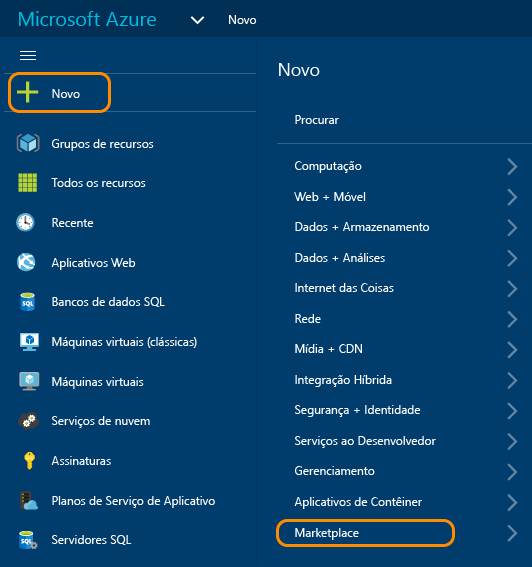 Microsoft Azure
Novo
Novo
Grupos de recursos
Todos os recursos
Recente
Aplicativos Web
Bancos de dados SQL
Máquinas virtuais (clássicas)
Máquinas virtuais
Serviços de nuvem
Assinaturas
Planos de Serviço de Aplicativo
Servidores SQL
Novo
Procurar
Computação
Web + Móvel
Dados + Armazenamento
Dados + Análises
Internet das Coisas
Rede
Mídia + CDN
Integração Híbrida
Segurança + Identidade
Serviços ao Desenvolvedor
Gerenciamento
Aplicativos de Contêiner
Marketplace